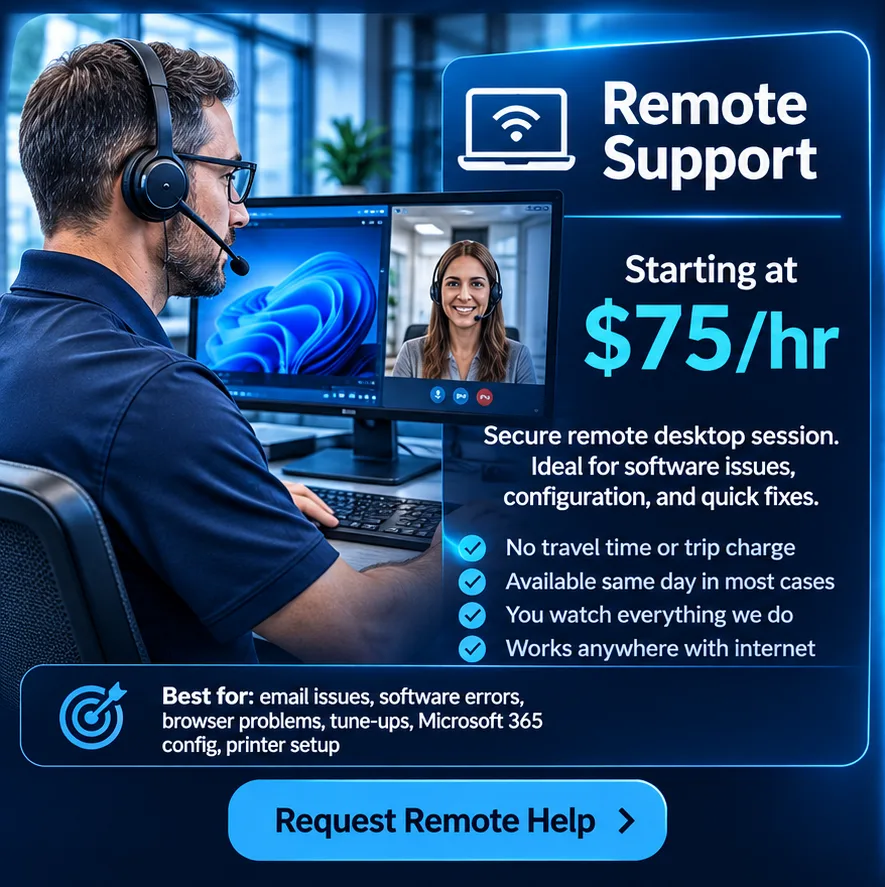 Remote
Support
Starting at
$75/hr
Secure remote desktop session.
Ideal for software issues,
configuration, and quick fixes.
No travel time or trip charge
Available same day in most cases
You watch everything we do
Works anywhere with internet
Best for: email issues, software errors,
browser problems, tune-ups, Microsoft 365
config, printer setup
Request Remote Help